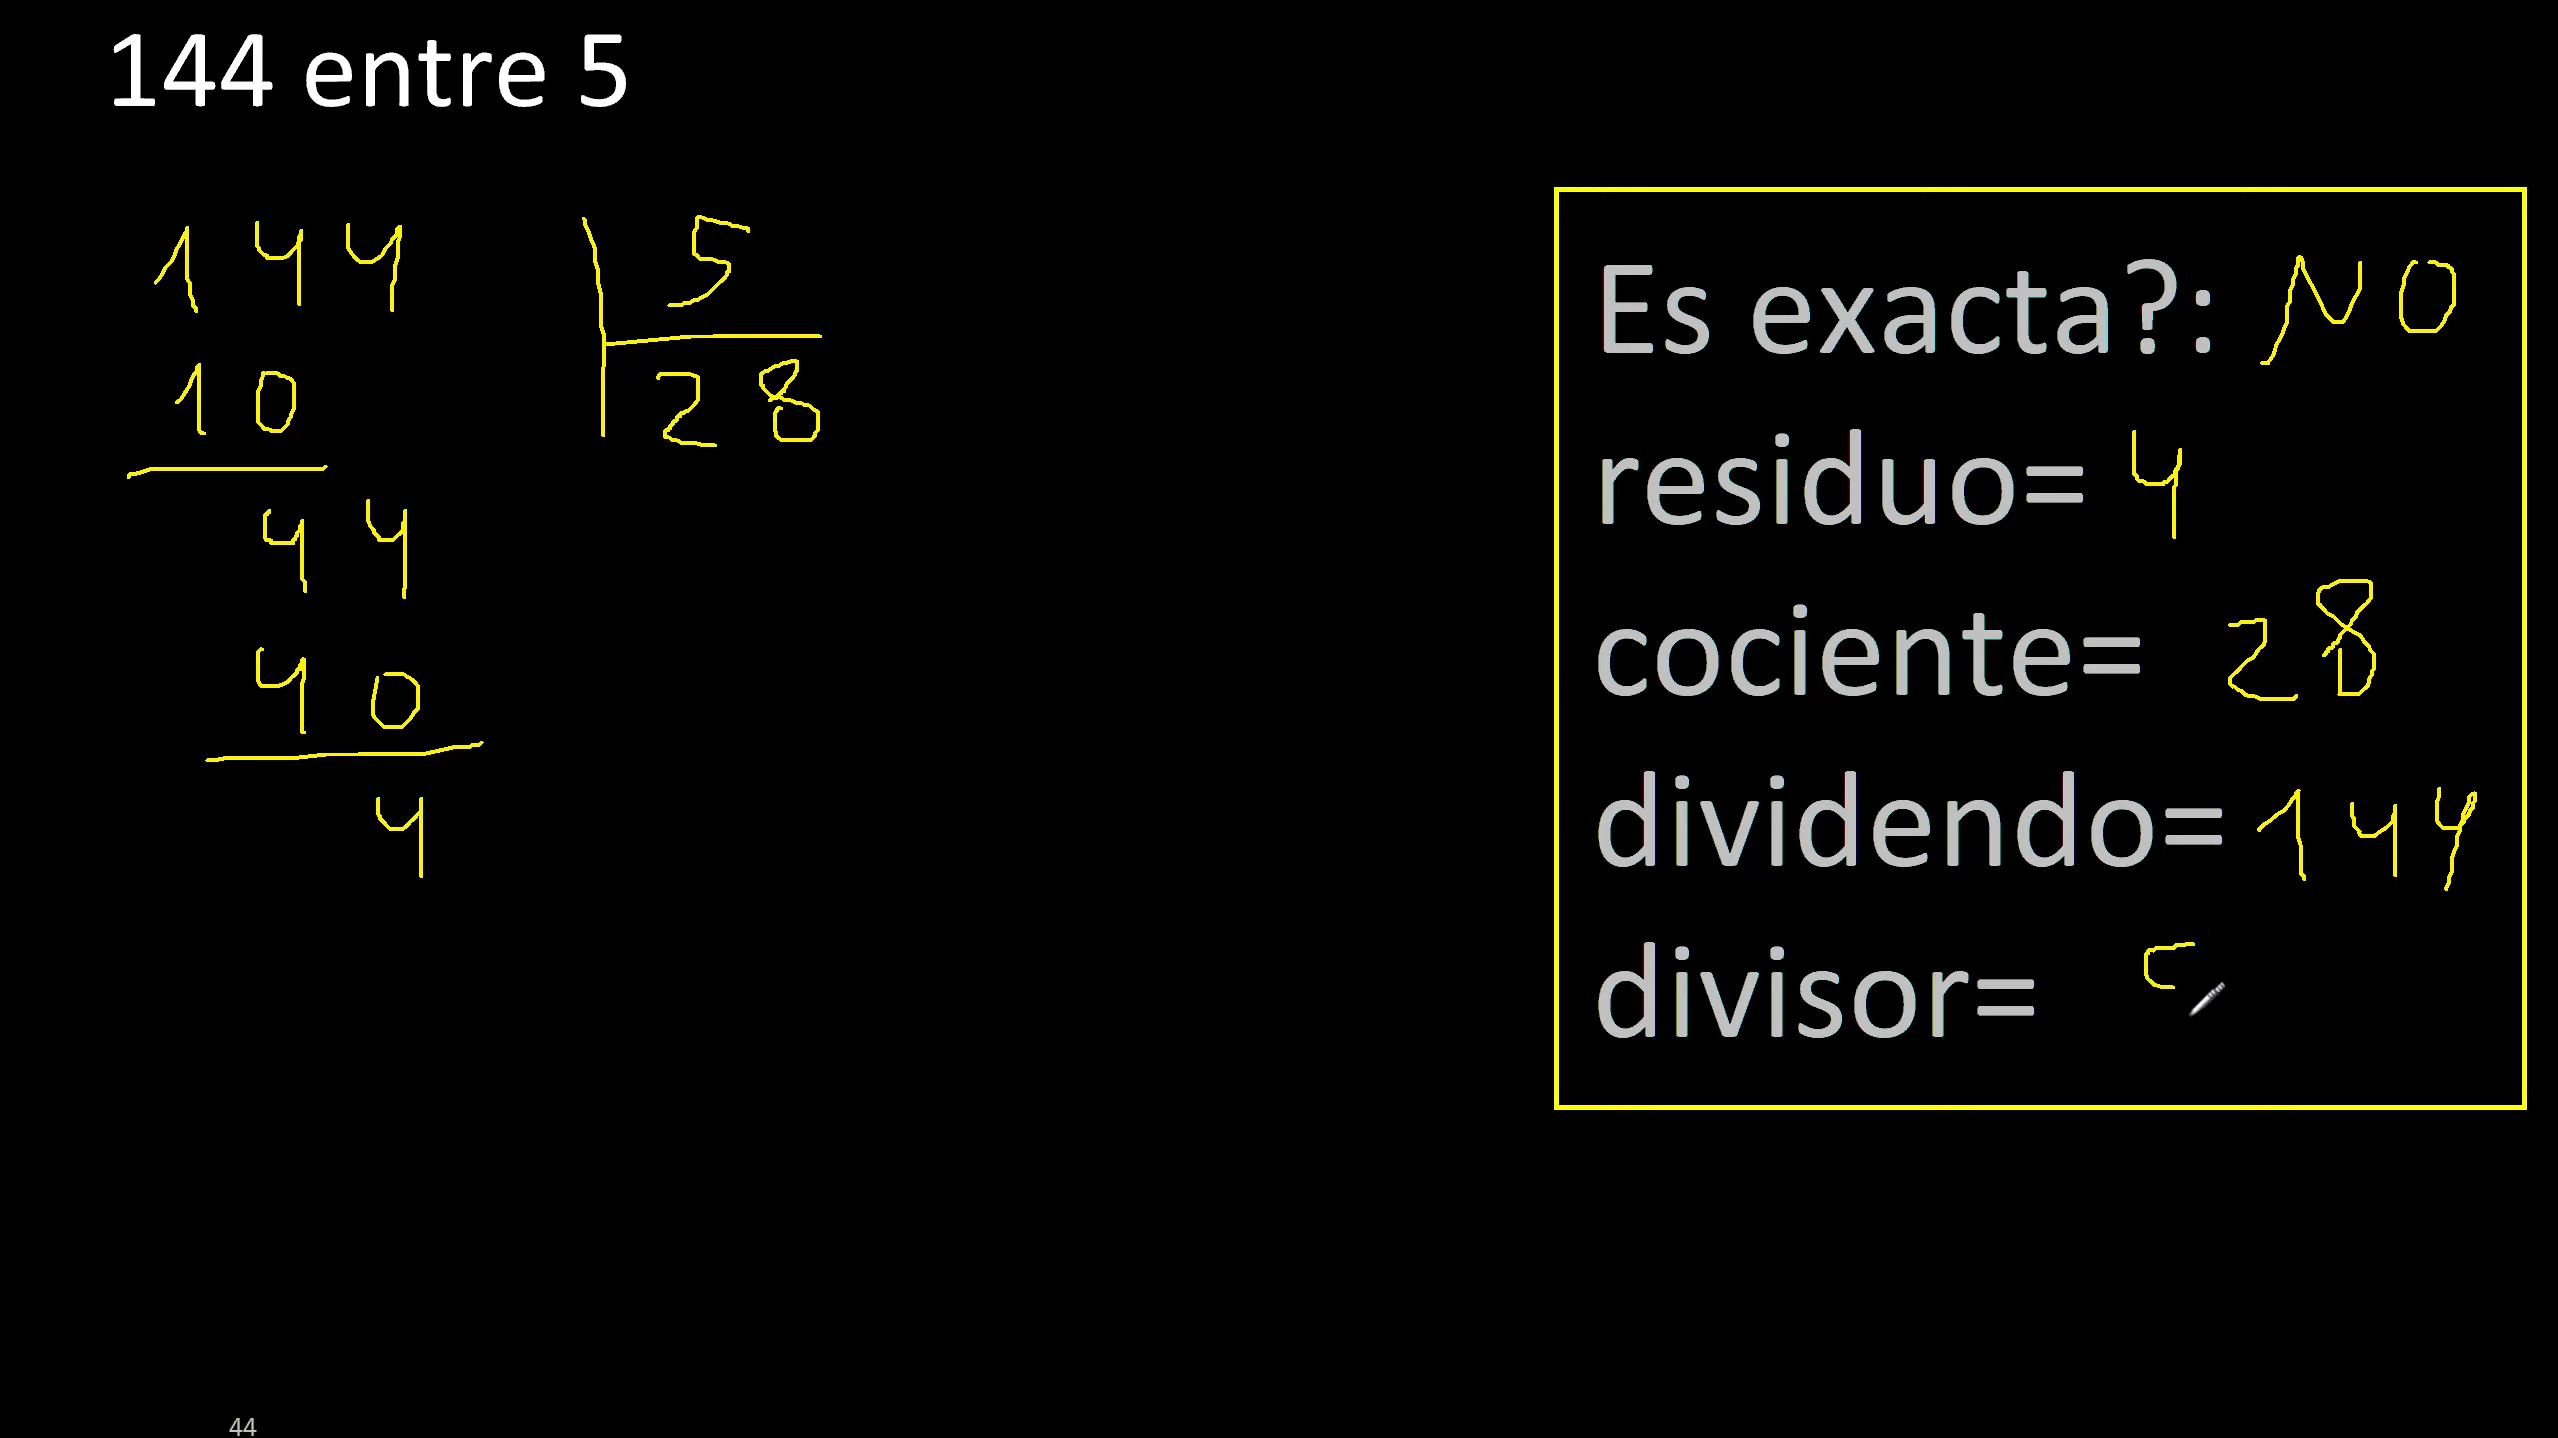 144 entre 5
144 5
10 28
44
40
4
Es exacta?: NO
residuo= 4
cociente= 28
dividendo= 144
divisor=
44